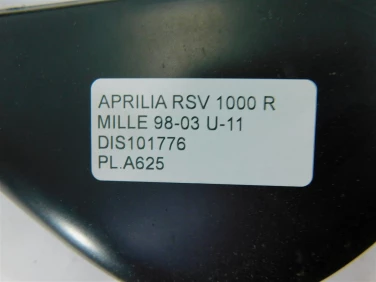 APRILIA RSV 1000 R
MILLE 98-03 U-11
DIS101776
PL.A625